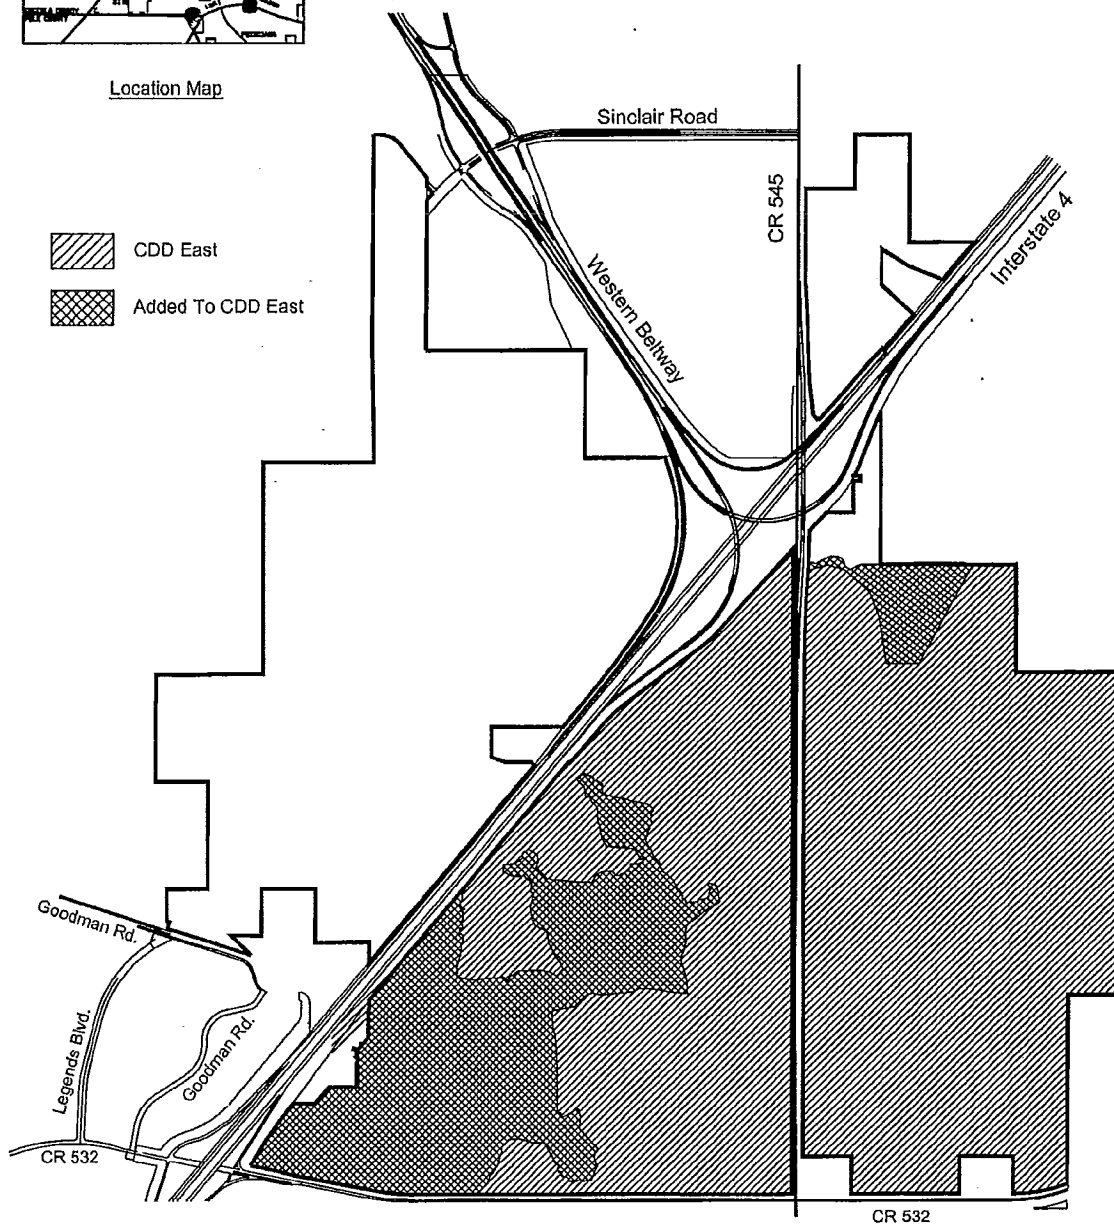 Location Map
Sinclair Road
CR 545
Interstate 4
CDD East
Added To CDD East
Western Beltway
Goodman Rd.
Legends Blvd.
Goodman Rd.
CR 532
CR 532